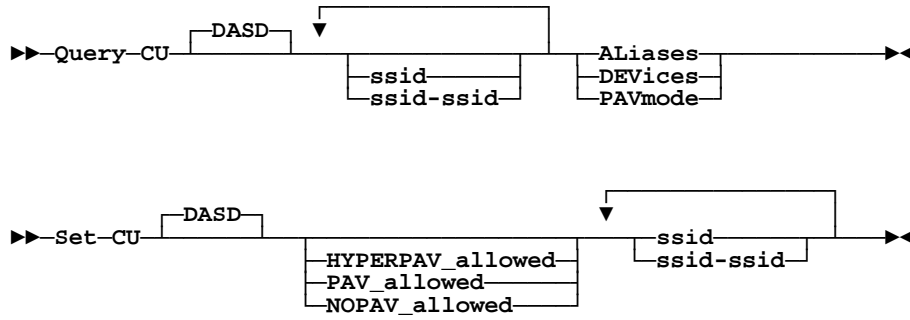 DASD
Query CU
ALiases
ssid
DEVices
ssid-ssid
PAVmode
DASD
Set CU
ssid
HYPERPAV_allowed
ssid-ssid
PAV_allowed
NOPAV_allowed